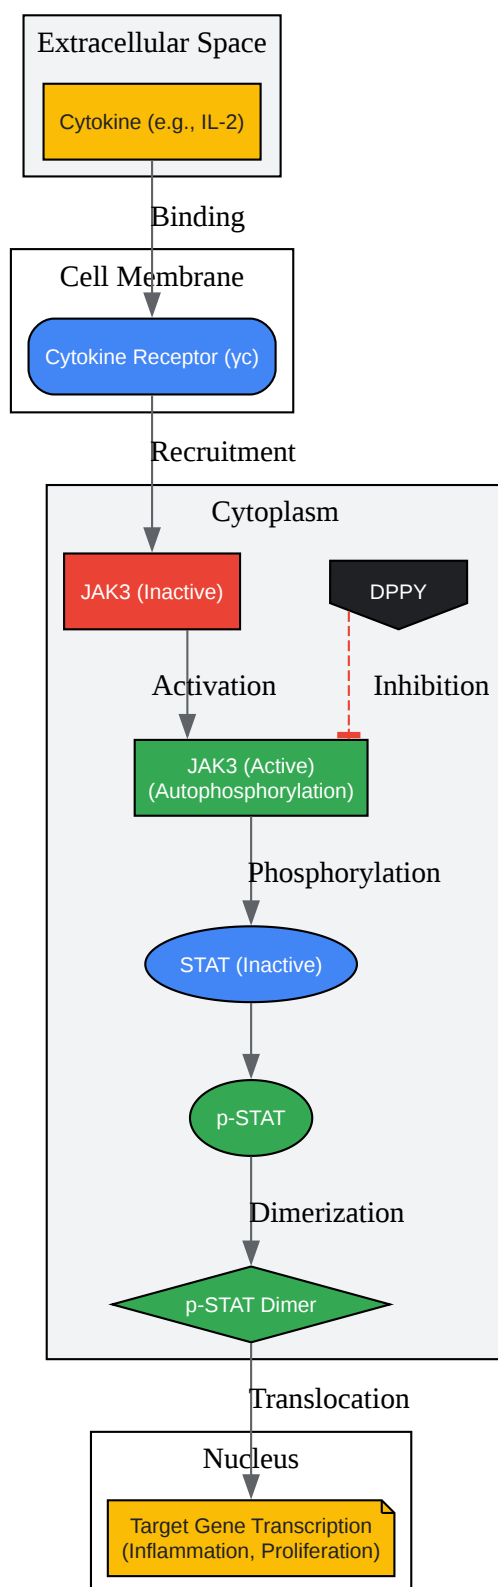 Extracellular Space
Cytokine (e.g., IL-2)
Binding
Cell Membrane
Cytokine Receptor (γc)
Recruitment
Cytoplasm
JAK3 (Inactive)
DPPY
Activation
Inhibition
JAK3 (Active)
(Autophosphorylation)
Phosphorylation
STAT (Inactive)
p-STAT
Dimerization
p-STAT Dimer
Translocation
Nucleus
Target Gene Transcription
(Inflammation, Proliferation)